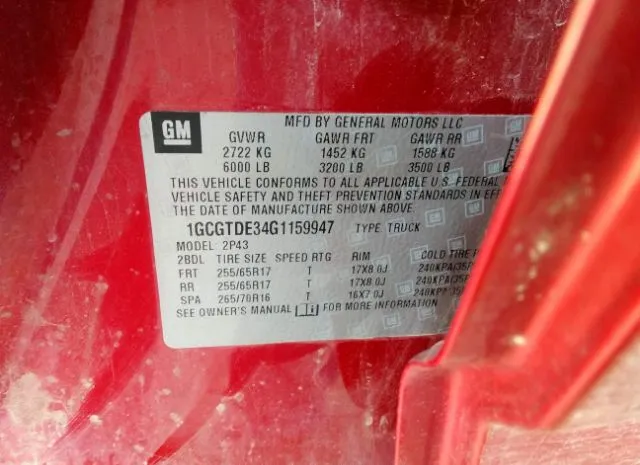 GM
MFD BY GENERAL MOTORS LLC
GVWR GAWR FRT GAWR RR
2722 KG 1452 KG 1588 KG
6000 LB 3200 LB 3500 LB
THIS VEHICLE CONFORMS TO ALL APPLICABLE U.S. FEDERAL
VEHICLE SAFETY AND THEFT PREVENTION STANDARDS IN
THE DATE OF MANUFACTURE SHOWN ABOVE.
1GCGTDE34G1159947 TYPE: TRUCK
MODEL: 2P43
2BDL TIRE SIZE SPEED RTG RIM COLD TIRE
FRT 255/65R17 T 17X8.0J 240KPA(35P
RR 255/65R17 T 17X8.0J 240KPA(35P
SPA 265/70R16 T 16X7.0J 240KPA
SEE OWNER'S MANUAL FOR MORE INFORMATION